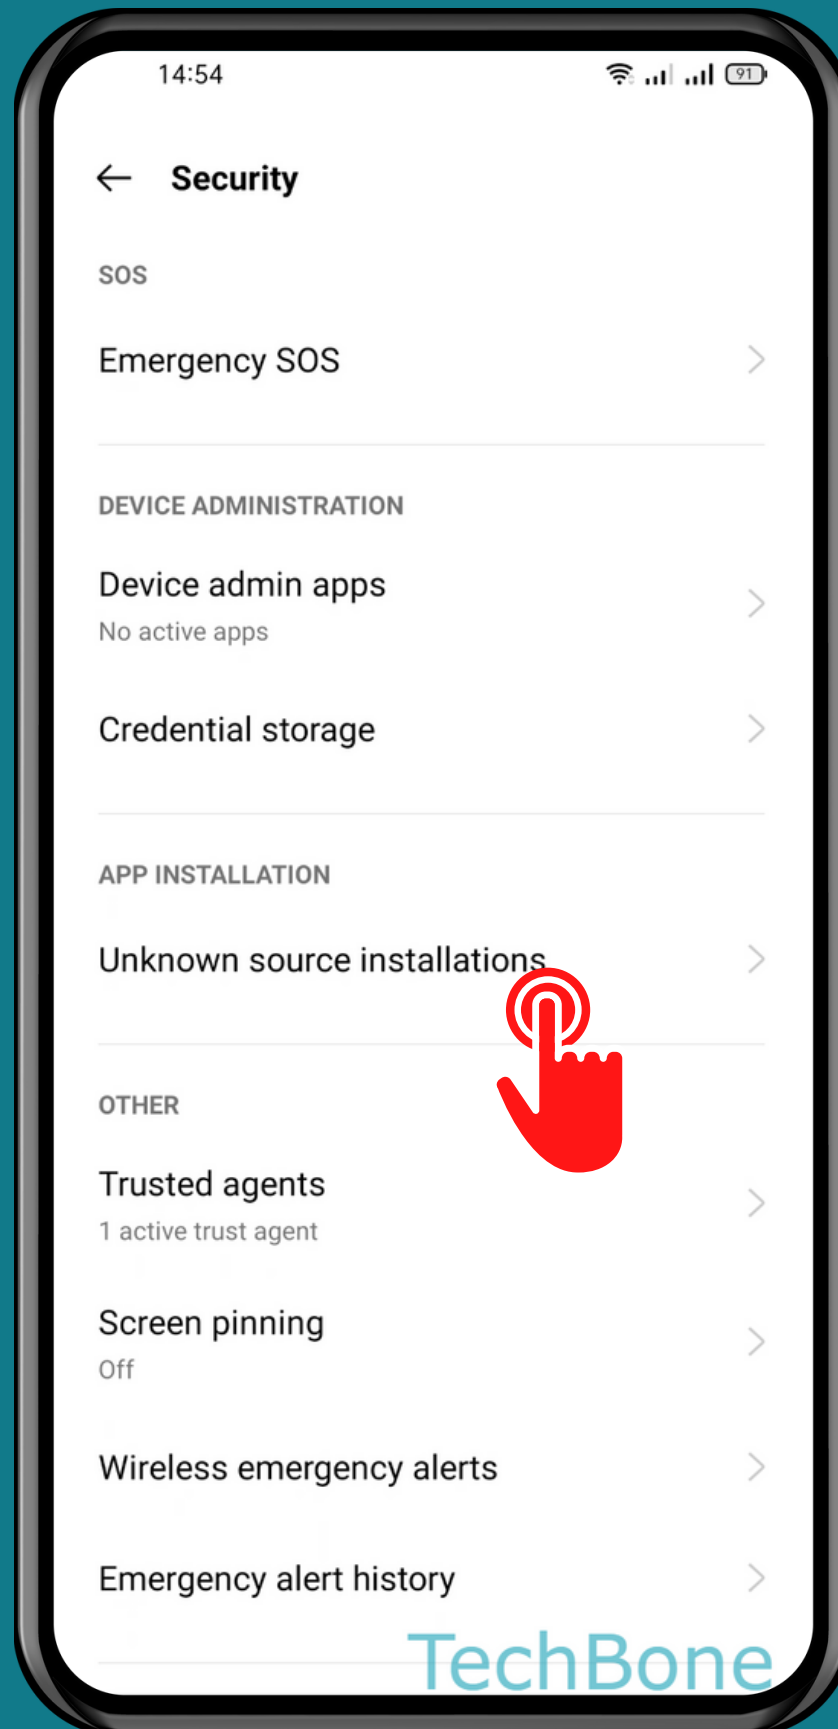 14:54
91
Security
SOS
Emergency SOS
DEVICE ADMINISTRATION
Device admin apps
No active apps
Credential storage
APP INSTALLATION
Unknown source installations
OTHER
Trusted agents
1 active trust agent
Screen pinning
Off
Wireless emergency alerts
Emergency alert history
TechBone